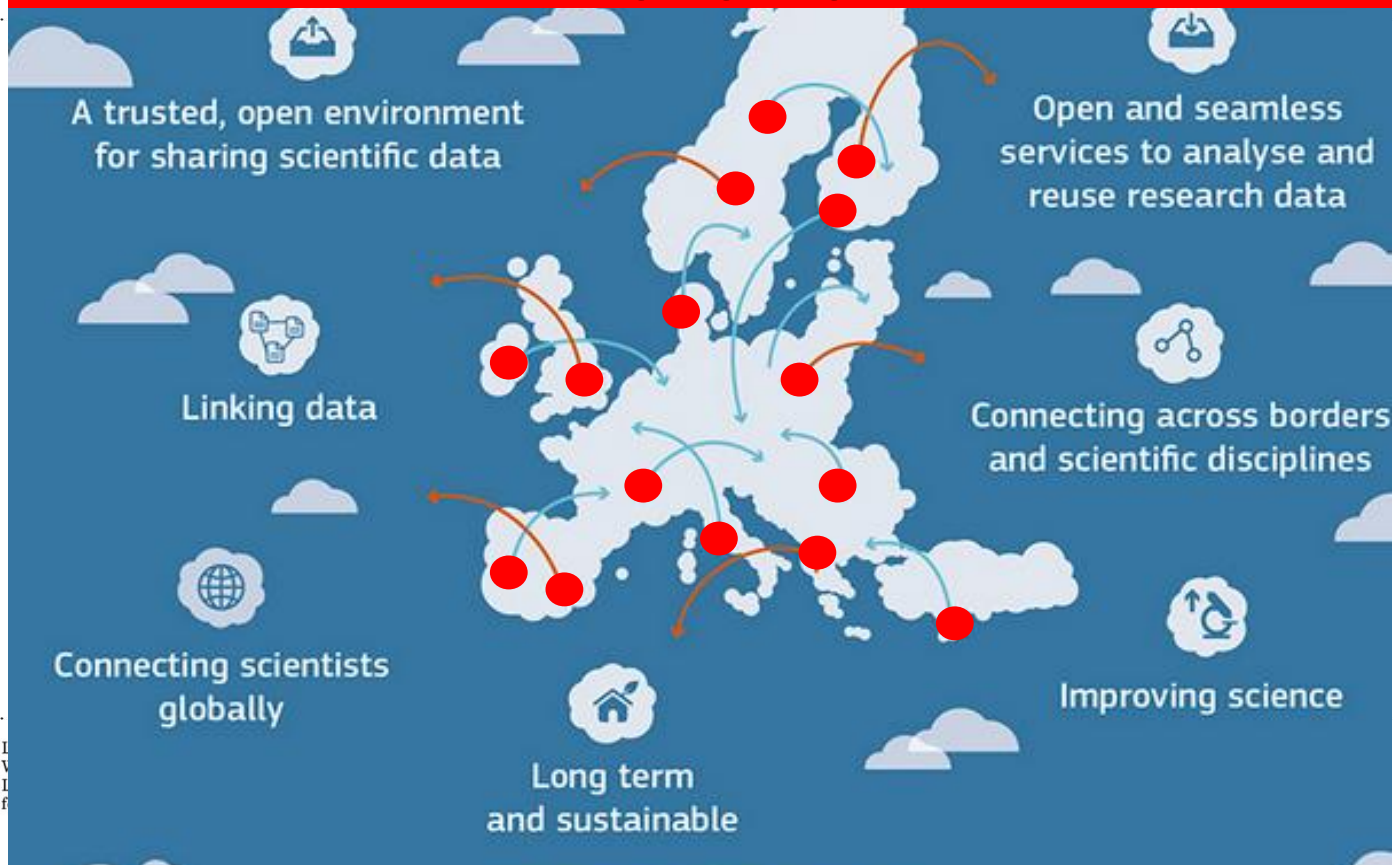 A trusted, open environment
for sharing scientific data
Open and seamless
services to analyse and
reuse research data
Linking data
Connecting across borders
and scientific disciplines
Connecting scientists
globally
Improving science
Long term
and sustainable